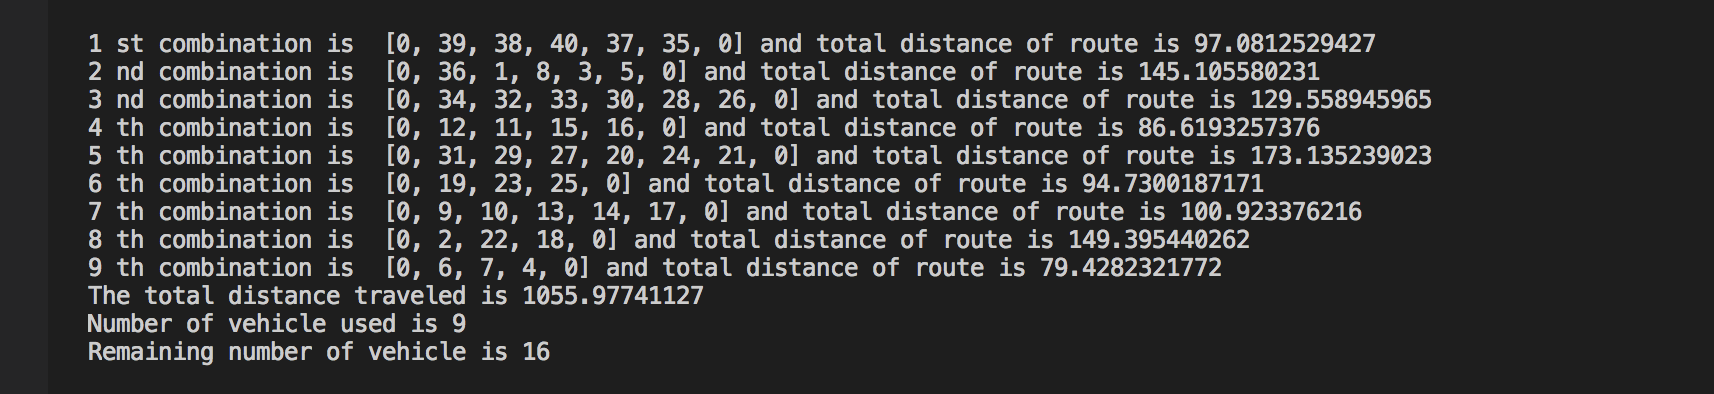 1 st combination is  [0, 39, 38, 40, 37, 35, 0] and total distance of route is 97.0812529427
2 nd combination is  [0, 36, 1, 8, 3, 5, 0] and total distance of route is 145.105580231
3 nd combination is  [0, 34, 32, 33, 30, 28, 26, 0] and total distance of route is 129.558945965
4 th combination is  [0, 12, 11, 15, 16, 0] and total distance of route is 86.6193257376
5 th combination is  [0, 31, 29, 27, 20, 24, 21, 0] and total distance of route is 173.135239023
6 th combination is  [0, 19, 23, 25, 0] and total distance of route is 94.7300187171
7 th combination is  [0, 9, 10, 13, 14, 17, 0] and total distance of route is 100.923376216
8 th combination is  [0, 2, 22, 18, 0] and total distance of route is 149.395440262
9 th combination is  [0, 6, 7, 4, 0] and total distance of route is 79.4282321772
The total distance traveled is 1055.97741127
Number of vehicle used is 9
Remaining number of vehicle is 16